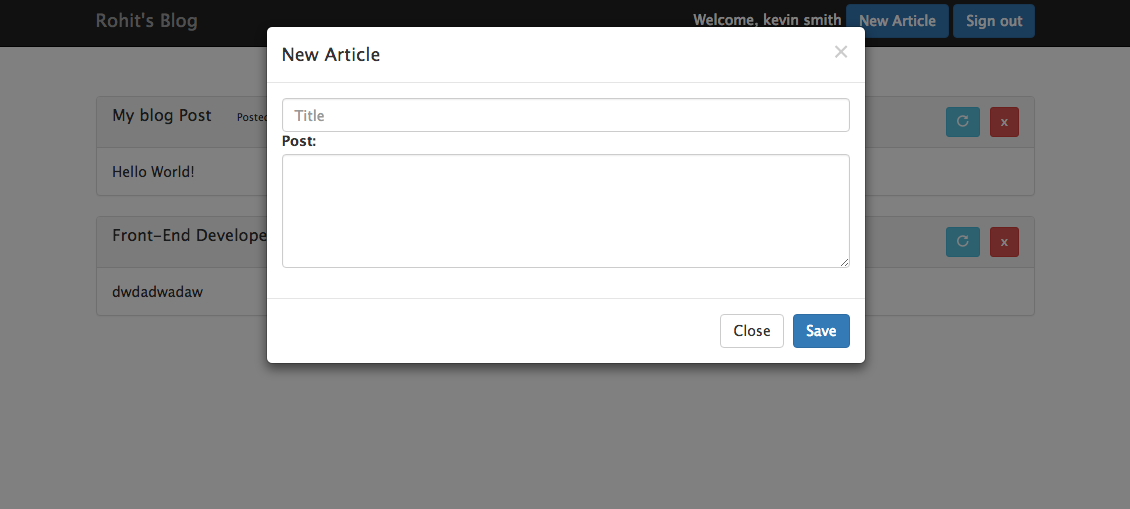 Rohit's Blog
Welcome, kevin smith New Article Sign out
New Article ×
Title
Post:
Close Save
My blog Post Posted
x
Hello World!
Front-End Develope
x
dwdadwadaw